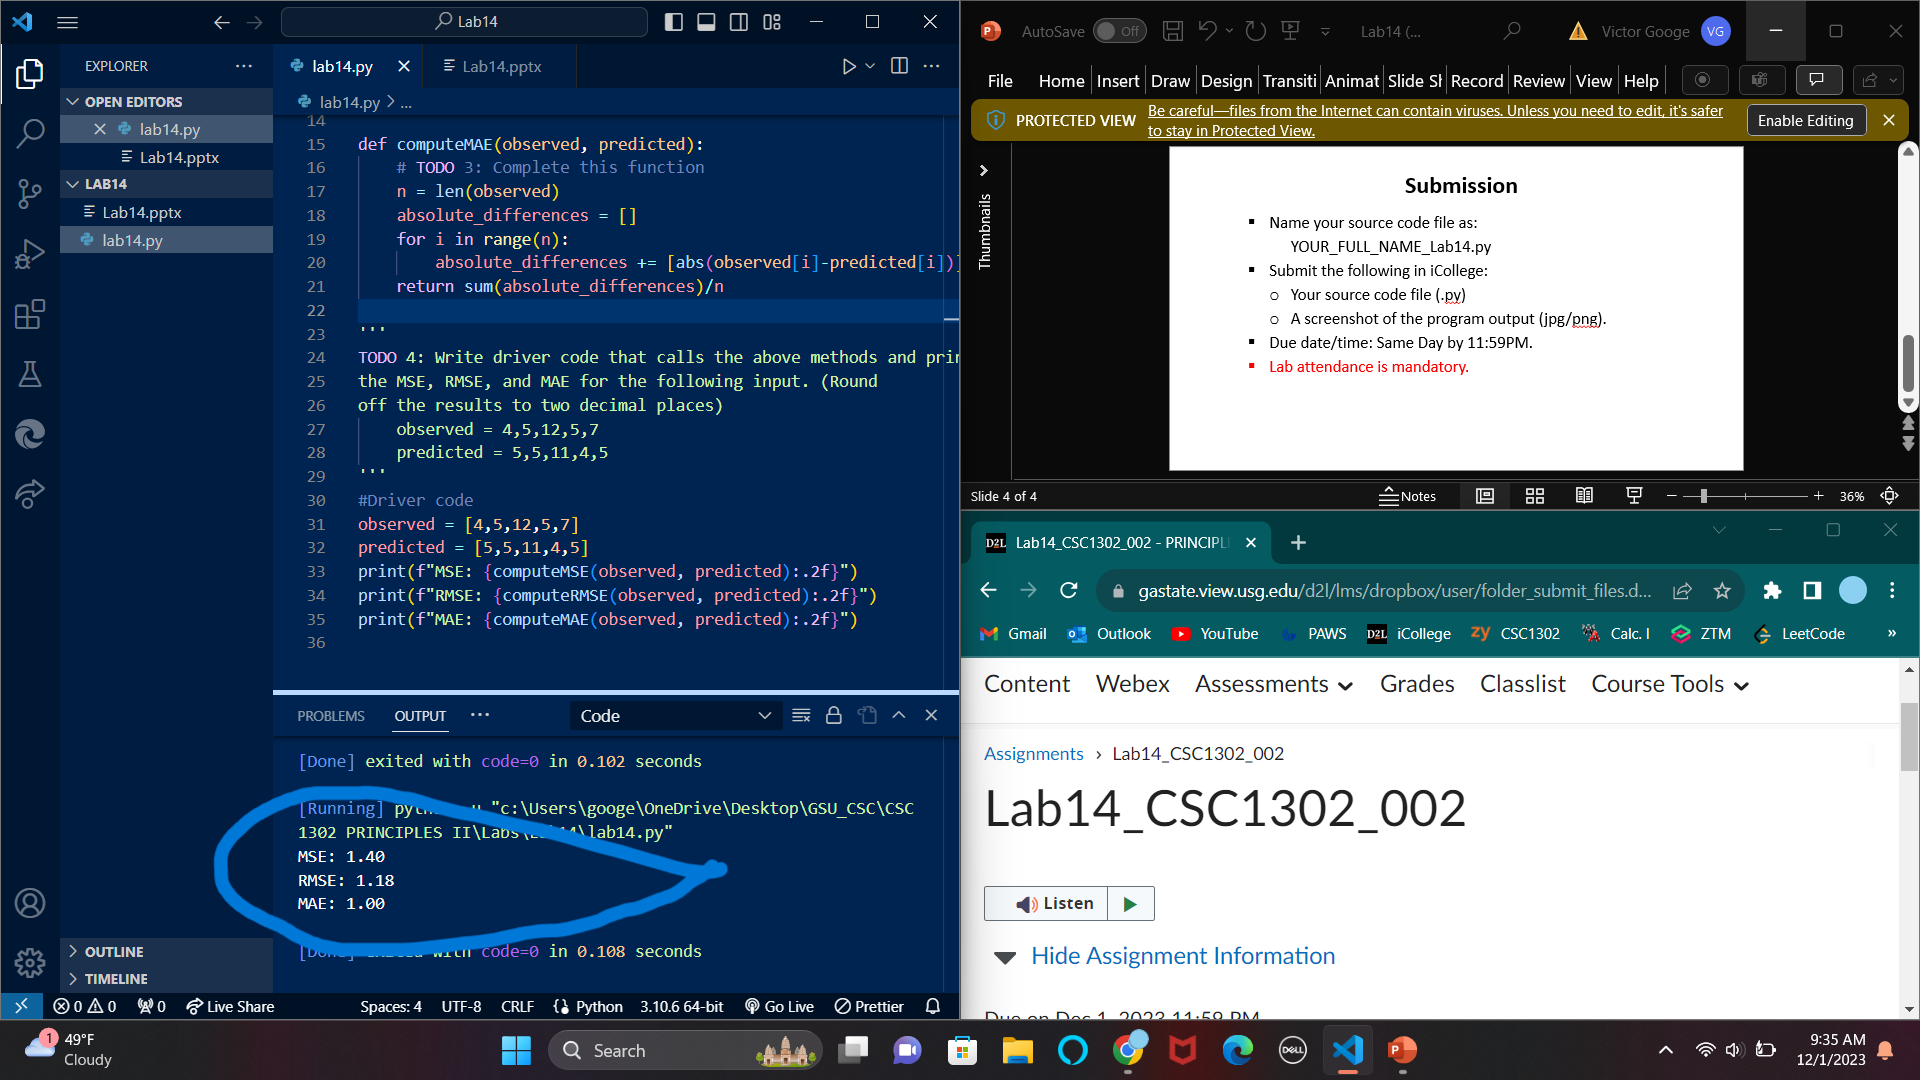 Lab14
EXPLORER
OPEN EDITORS
lab14.py
Lab14.pptx
LAB14
Lab14.pptx
lab14.py
OUTLINE
TIMELINE
lab14.py
Lab14.pptx
lab14.py > ...
14
15 def computeMAE(observed, predicted):
16 # TODO 3: Complete this function
17 n = len(observed)
18 absolute_differences = []
19 for i in range(n):
20 absolute_differences += [abs(observed[i]-predicted[i])]
21 return sum(absolute_differences)/n
22
23 '''
24 TODO 4: Write driver code that calls the above methods and prin
25 the MSE, RMSE, and MAE for the following input. (Round
26 off the results to two decimal places)
27 observed = 4,5,12,5,7
28 predicted = 5,5,11,4,5
29 '''
30 #Driver code
31 observed = [4,5,12,5,7]
32 predicted = [5,5,11,4,5]
33 print(f"MSE: {computeMSE(observed, predicted):.2f}")
34 print(f"RMSE: {computeRMSE(observed, predicted):.2f}")
35 print(f"MAE: {computeMAE(observed, predicted):.2f}")
36
PROBLEMS OUTPUT ... Code
[Done] exited with code=0 in 0.102 seconds
[Running] "c:\Users\googe\OneDrive\Desktop\GSU_CSC\CSC
1302 PRINCIPLES II\Labs\ \lab14.py"
MSE: 1.40
RMSE: 1.18
MAE: 1.00
with code=0 in 0.108 seconds
0 0 0 Live Share Spaces: 4 UTF-8 CRLF Python 3.10.6 64-bit Go Live Prettier
AutoSave Off Lab14 (... Victor Googe VG
File Home Insert Draw Design Transiti Animat Slide Sh Record Review View Help
PROTECTED VIEW Be careful—files from the Internet can contain viruses. Unless you need to edit, it's safer
to stay in Protected View.
Enable Editing
Thumbnails
Submission
▪ Name your source code file as:
YOUR_FULL_NAME_Lab14.py
▪ Submit the following in iCollege:
o Your source code file (.py)
o A screenshot of the program output (jpg/png).
▪ Due date/time: Same Day by 11:59PM.
▪ Lab attendance is mandatory.
Slide 4 of 4 Notes 36%
D2L Lab14_CSC1302_002 - PRINCIPL
gastate.view.usg.edu/d2l/lms/dropbox/user/folder_submit_files.d...
Gmail Outlook YouTube PAWS D2L iCollege zy CSC1302 Calc. I ZTM LeetCode »
Content Webex Assessments Grades Classlist Course Tools
Assignments › Lab14_CSC1302_002
Lab14_CSC1302_002
Listen
Hide Assignment Information
Due on Dec 1, 2023 11:59 PM
1
49°F
Cloudy
Search
DELL
9:35 AM
12/1/2023